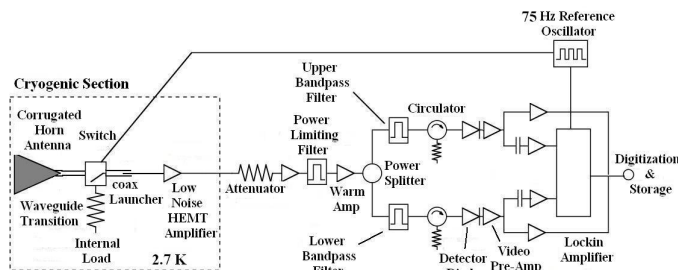 75 Hz Reference
Oscillator
Cryogenic Section
Corrugated
Horn
Antenna
Switch
Waveguide
Transition
coax
Launcher
Internal
Load
2.7 K
Low
Noise
HEMT
Amplifier
Attenuator
Power
Limiting
Filter
Warm
Amp
Power
Splitter
Upper
Bandpass
Filter
Circulator
Lower
Bandpass
Detector
Video
Pre-Amp
Lockin
Amplifier
Digitization
&
Storage